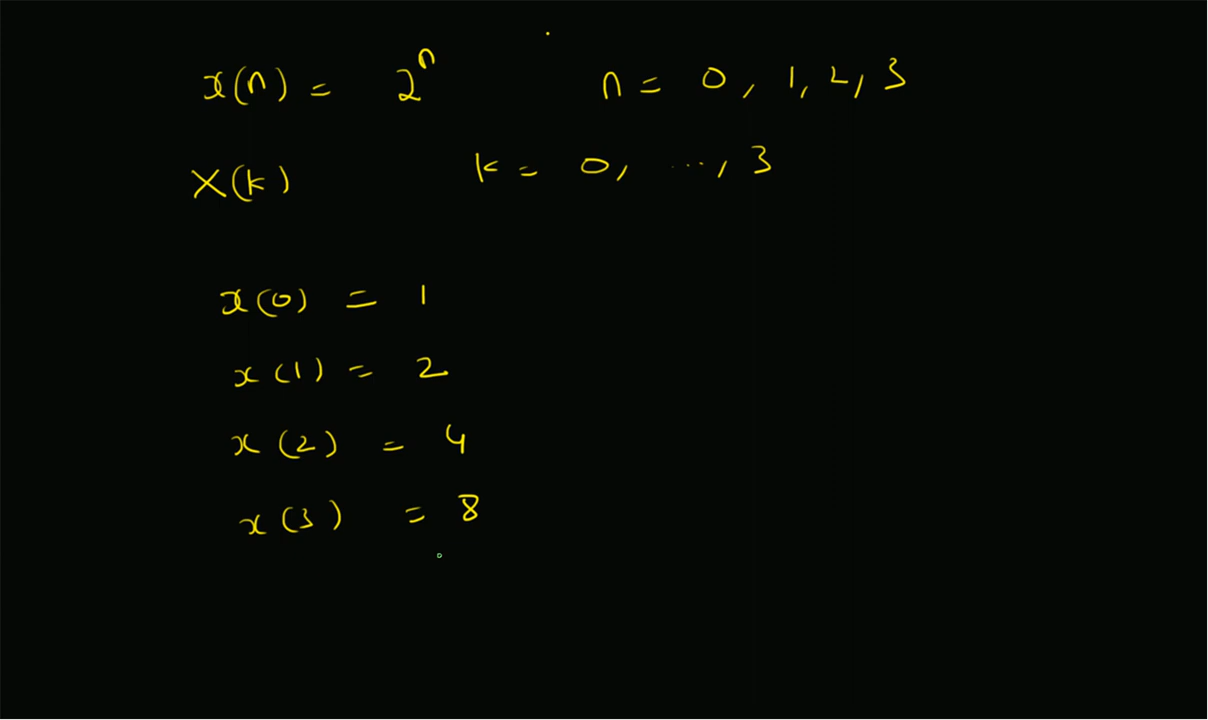 x(n) = 2^n n = 0, 1, 2, 3
X(k) k = 0, ..., 3
x(0) = 1
x(1) = 2
x(2) = 4
x(3) = 8